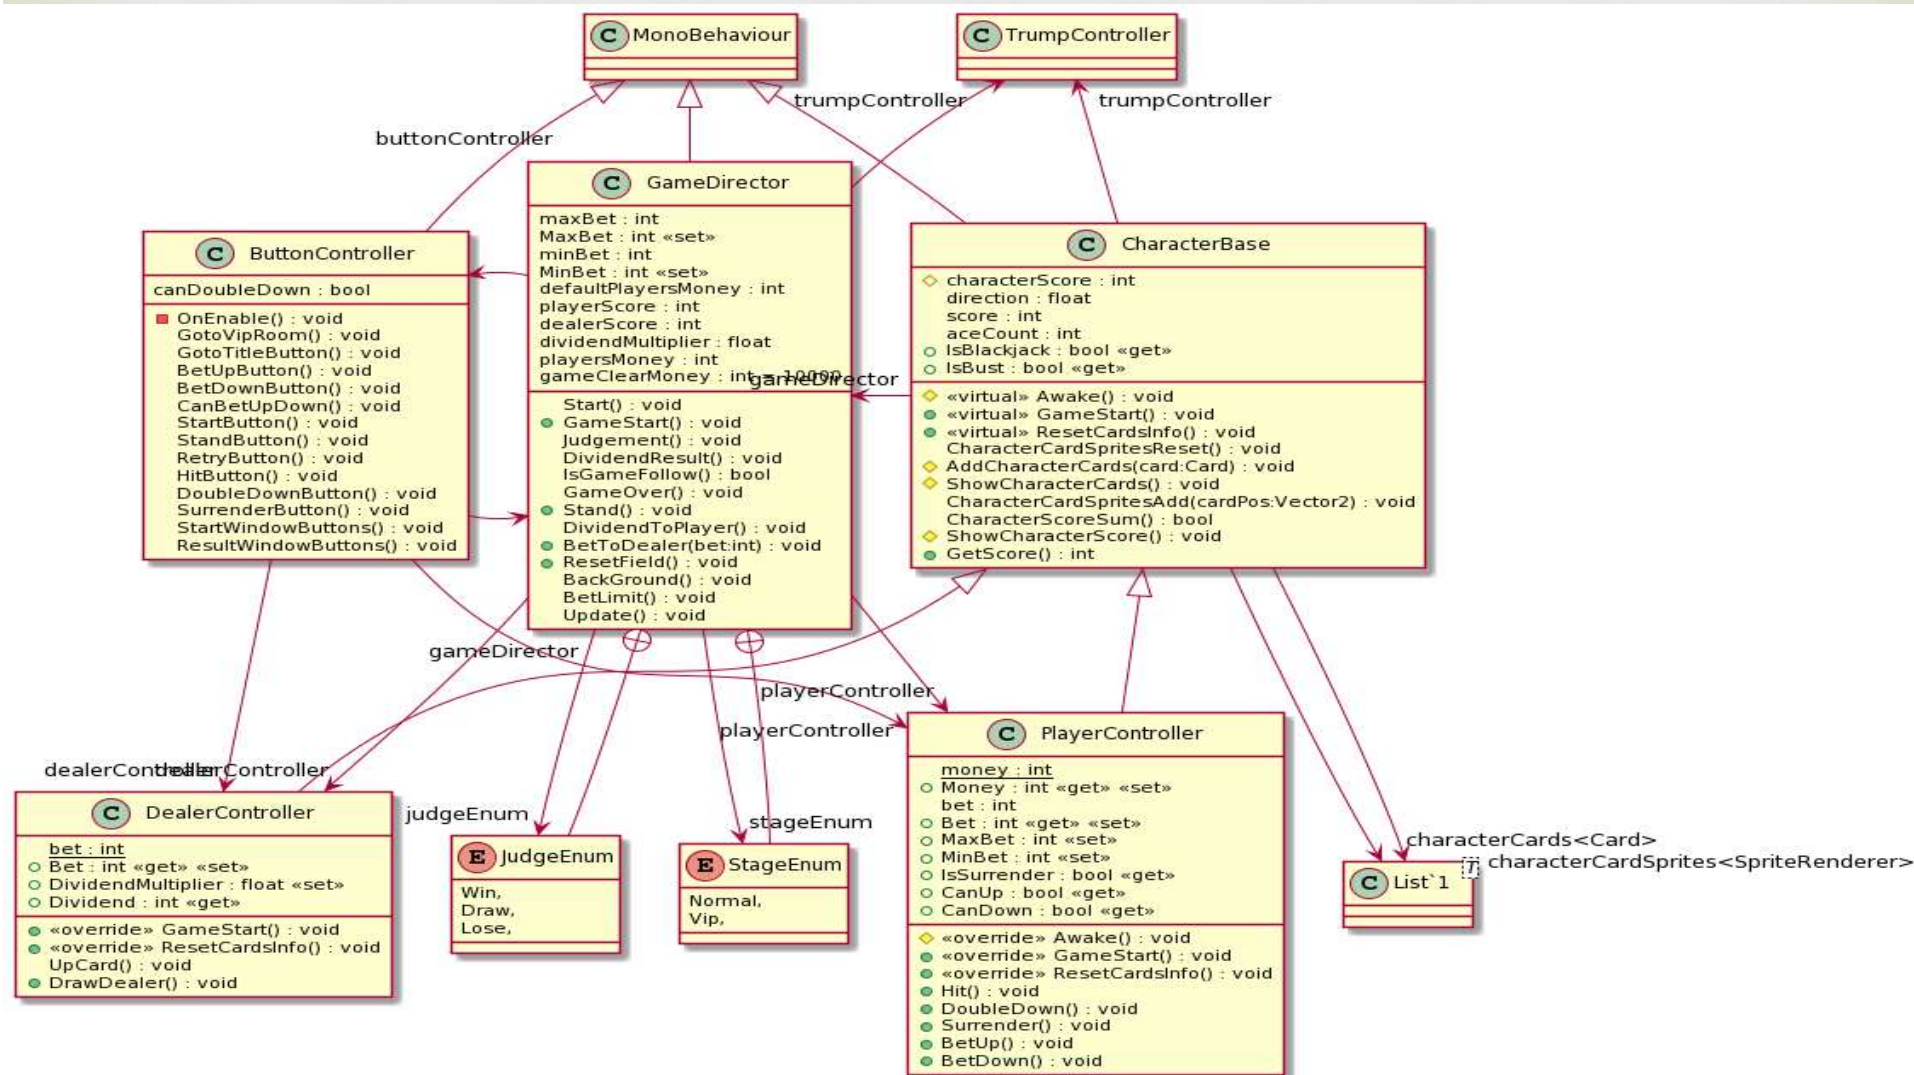 C MonoBehaviour
C TrumpController
trumpController
trumpController
buttonController
C GameDirector
maxBet : int
MaxBet : int «set»
minBet : int
MinBet : int «set»
defaultPlayersMoney : int
playerScore : int
dealerScore : int
dividendMultiplier : float
playersMoney : int
gameClearMoney : int = 10000
Start() : void
GameStart() : void
Judgement() : void
DividendResult() : void
IsGameFollow() : bool
GameOver() : void
Stand() : void
DividendToPlayer() : void
BetToDealer(bet:int) : void
ResetField() : void
BackGround() : void
BetLimit() : void
Update() : void
C ButtonController
canDoubleDown : bool
OnEnable() : void
GotoVipRoom() : void
GotoTitleButton() : void
BetUpButton() : void
BetDownButton() : void
CanBetUpDown() : void
StartButton() : void
StandButton() : void
RetryButton() : void
HitButton() : void
DoubleDownButton() : void
SurrenderButton() : void
StartWindowButtons() : void
ResultWindowButtons() : void
C CharacterBase
characterScore : int
direction : float
score : int
aceCount : int
IsBlackjack : bool «get»
IsBust : bool «get»
«virtual» Awake() : void
«virtual» GameStart() : void
«virtual» ResetCardsInfo() : void
CharacterCardSpritesReset() : void
AddCharacterCards(card:Card) : void
ShowCharacterCards() : void
CharacterCardSpritesAdd(cardPos:Vector2) : void
CharacterScoreSum() : bool
ShowCharacterScore() : void
GetScore() : int
gameDirector
gameDirector
playerController
playerController
dealerController
dealerController
judgeEnum
stageEnum
C DealerController
bet : int
Bet : int «get» «set»
DividendMultiplier : float «set»
Dividend : int «get»
«override» GameStart() : void
«override» ResetCardsInfo() : void
UpCard() : void
DrawDealer() : void
E JudgeEnum
Win,
Draw,
Lose,
E StageEnum
Normal,
Vip,
C PlayerController
money : int
Money : int «get» «set»
bet : int
Bet : int «get» «set»
MaxBet : int «set»
MinBet : int «set»
IsSurrender : bool «get»
CanUp : bool «get»
CanDown : bool «get»
«override» Awake() : void
«override» GameStart() : void
«override» ResetCardsInfo() : void
Hit() : void
DoubleDown() : void
Surrender() : void
BetUp() : void
BetDown() : void
characterCards<Card>
characterCardSprites<SpriteRenderer>
C List`1
T